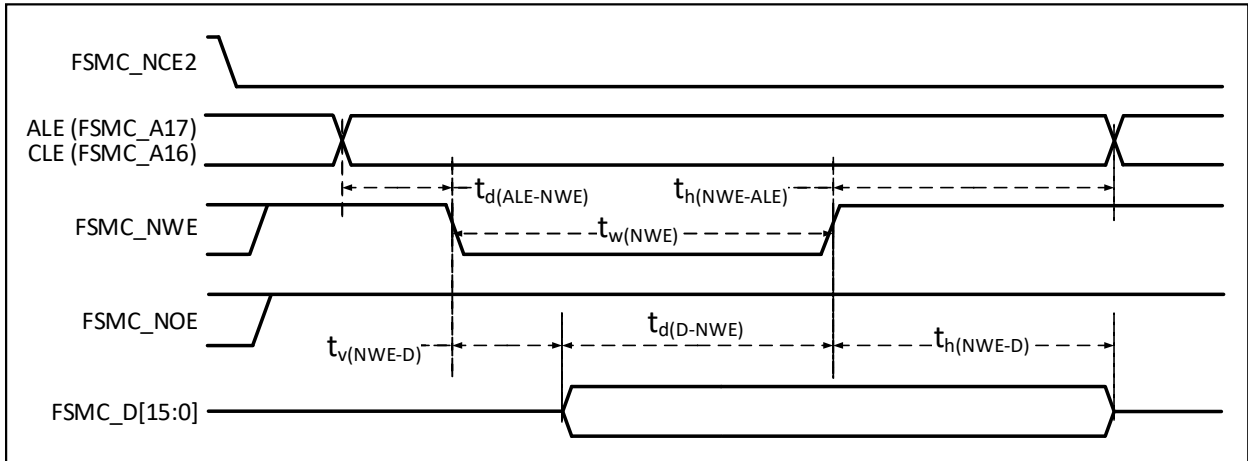 FSMC_NCE2
ALE (FSMC_A17)
CLE (FSMC_A16)
td(ALE-NWE)
th(NWE-ALE)
FSMC_NWE
tw(NWE)
FSMC_NOE
tv(NWE-D)
td(D-NWE)
th(NWE-D)
FSMC_D[15:0]